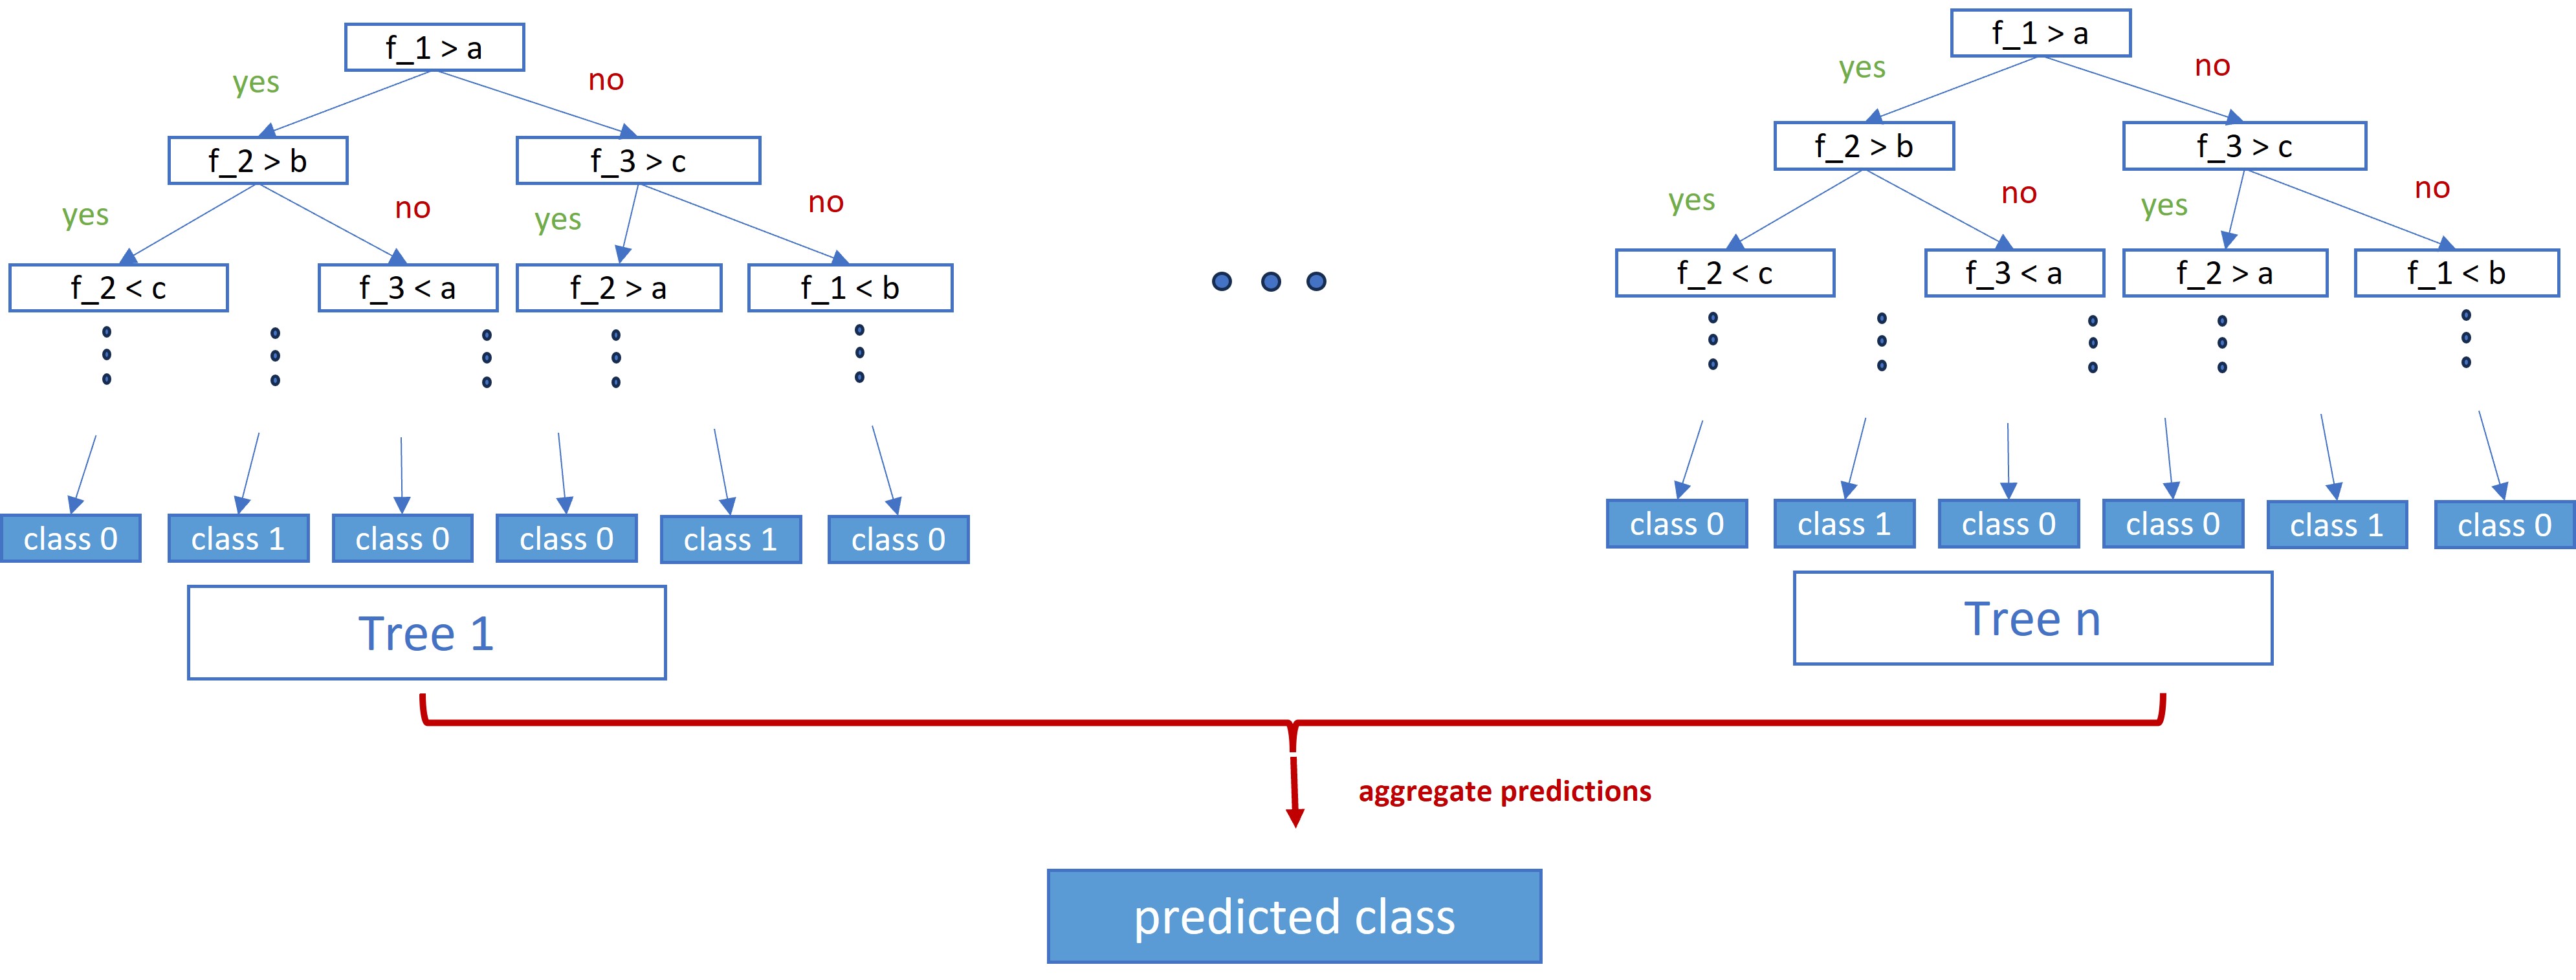 f_1 > a
yes
no
f_2 > b
f_3 > c
yes
no
yes
no
f_2 < c
f_3 < a
f_2 > a
f_1 < b
class 0
class 1
class 0
class 0
class 1
class 0
Tree 1
f_1 > a
yes
no
f_2 > b
f_3 > c
yes
no
yes
no
f_2 < c
f_3 < a
f_2 > a
f_1 < b
class 0
class 1
class 0
class 0
class 1
class 0
Tree n
aggregate predictions
predicted class